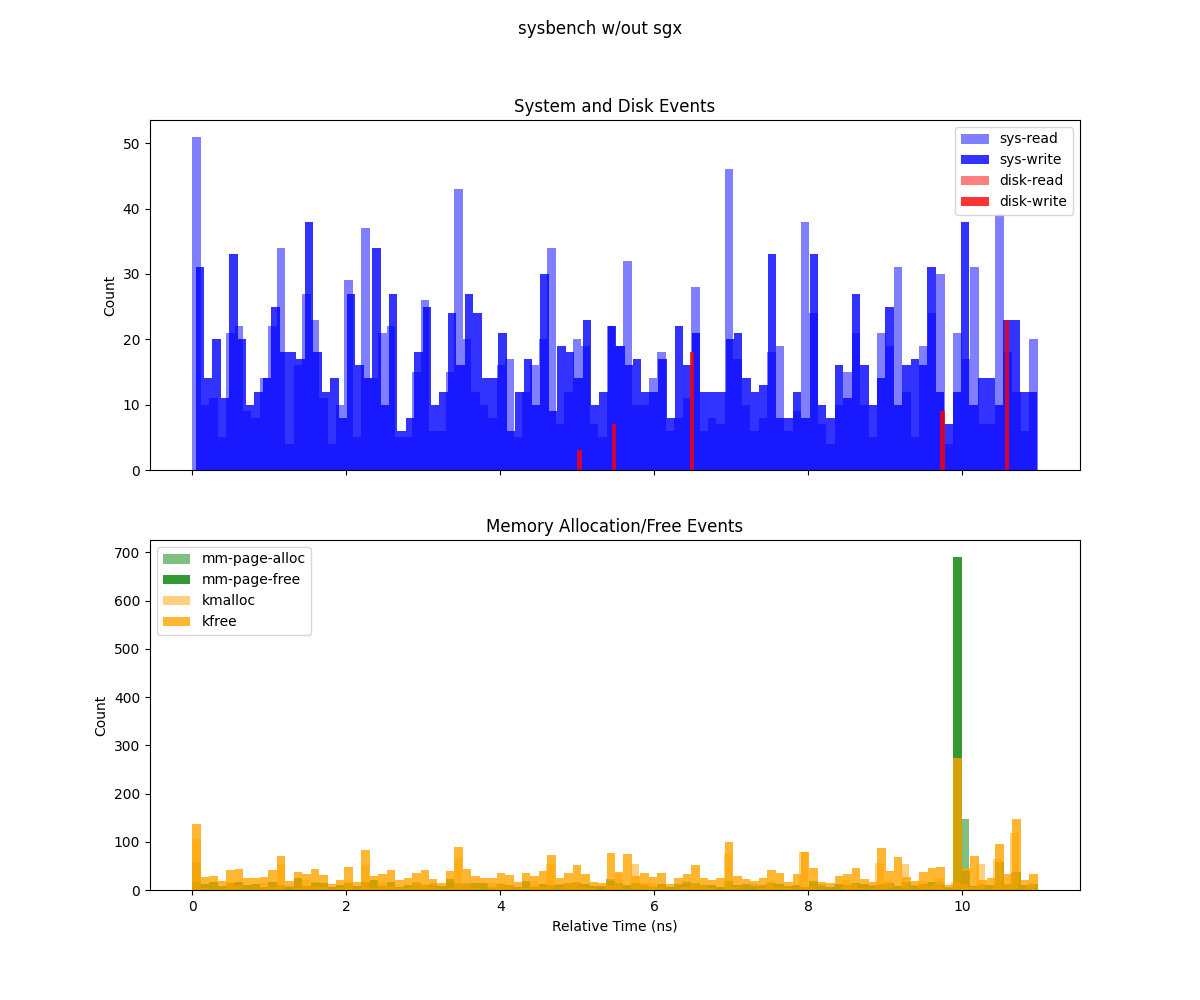 sysbench w/out sgx
System and Disk Events
50
40
30
20
10
0
Count
sys-read
sys-write
disk-read
disk-write
Memory Allocation/Free Events
700
600
500
400
300
200
100
0
Count
mm-page-alloc
mm-page-free
kmalloc
kfree
0 2 4 6 8 10
Relative Time (ns)